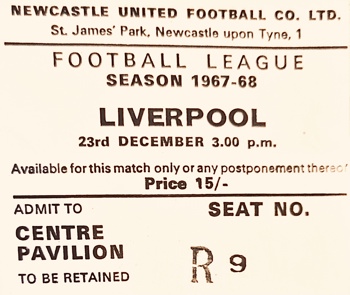 NEWCASTLE UNITED FOOTBALL CO. LTD.
St. James' Park, Newcastle upon Tyne, 1
FOOTBALL LEAGUE
SEASON 1967-68
LIVERPOOL
23rd DECEMBER 3.00 p.m.
Available for this match only or any postponement thereof
Price 15/-
ADMIT TO SEAT NO.
CENTRE
PAVILION R 9
TO BE RETAINED